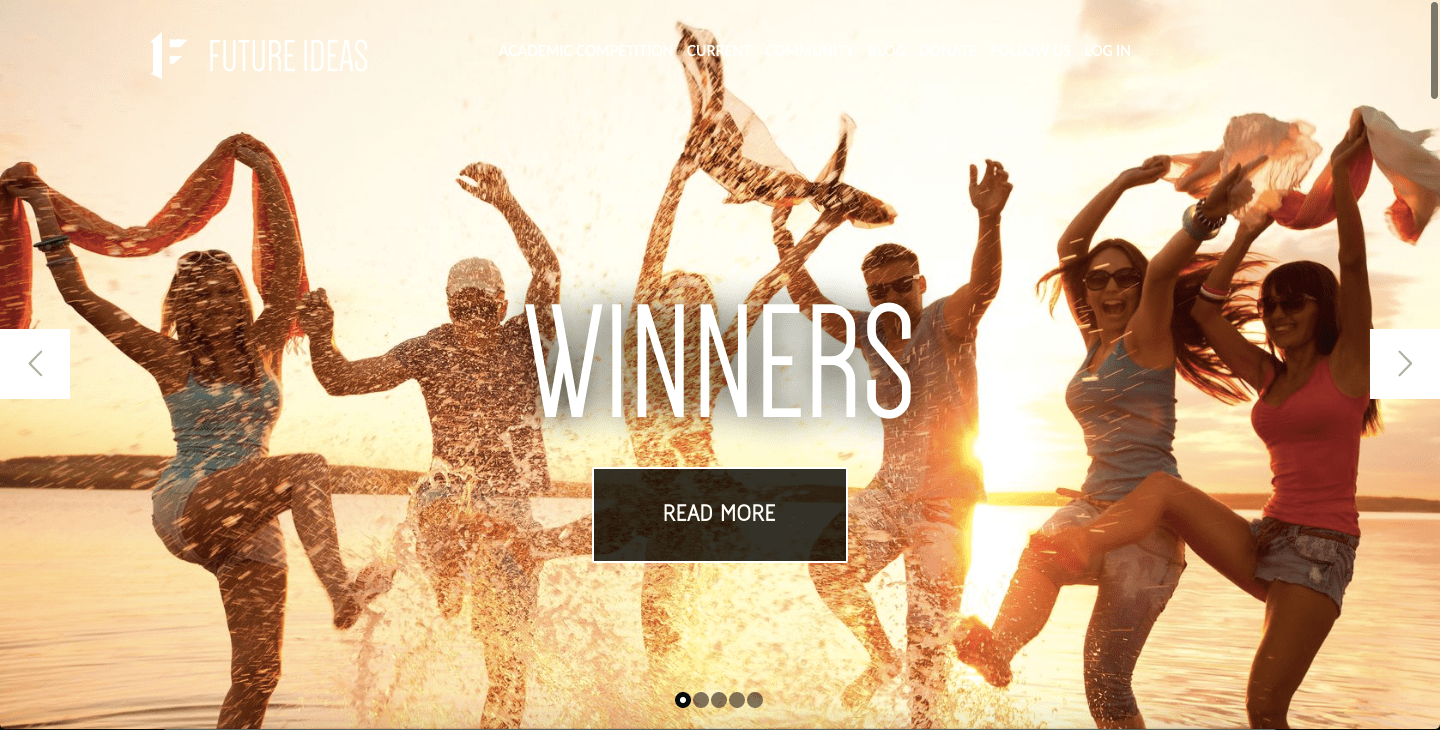 FUTURE IDEAS
ACADEMIC COMPETITION CURRENT COMMUNITY BLOG DONATE FOLLOW US LOG IN
WINNERS
READ MORE